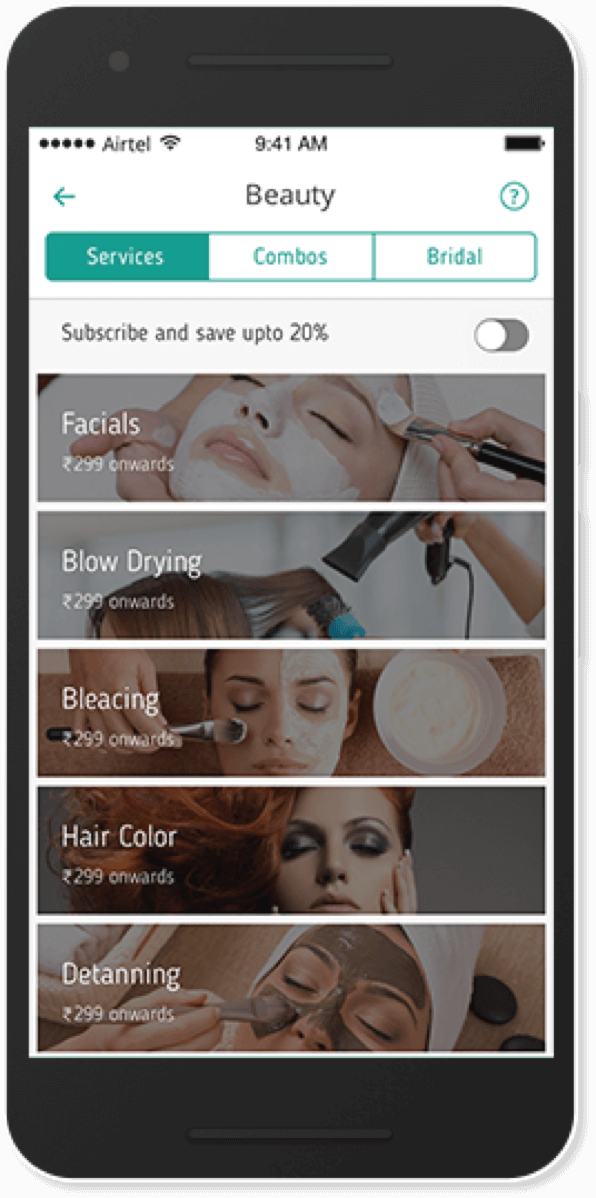 Airtel 9:41 AM
Beauty ?
Services Combos Bridal
Subscribe and save upto 20%
Facials
₹299 onwards
Blow Drying
₹299 onwards
Bleacing
₹299 onwards
Hair Color
₹299 onwards
Detanning
₹299 onwards